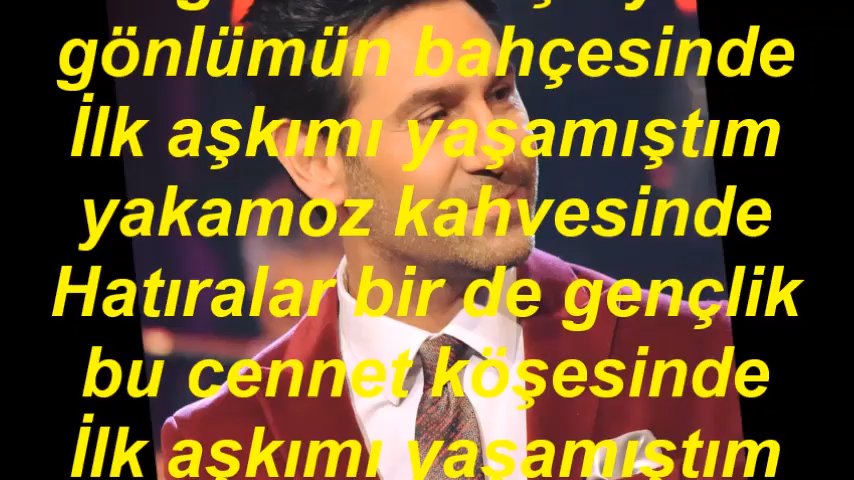 gönlümün bahçesinde
İlk aşkımı yaşamıştım
yakamoz kahvesinde
Hatıralar bir de gençlik
bu cennet köşesinde
İlk aşkımı yaşamıştım